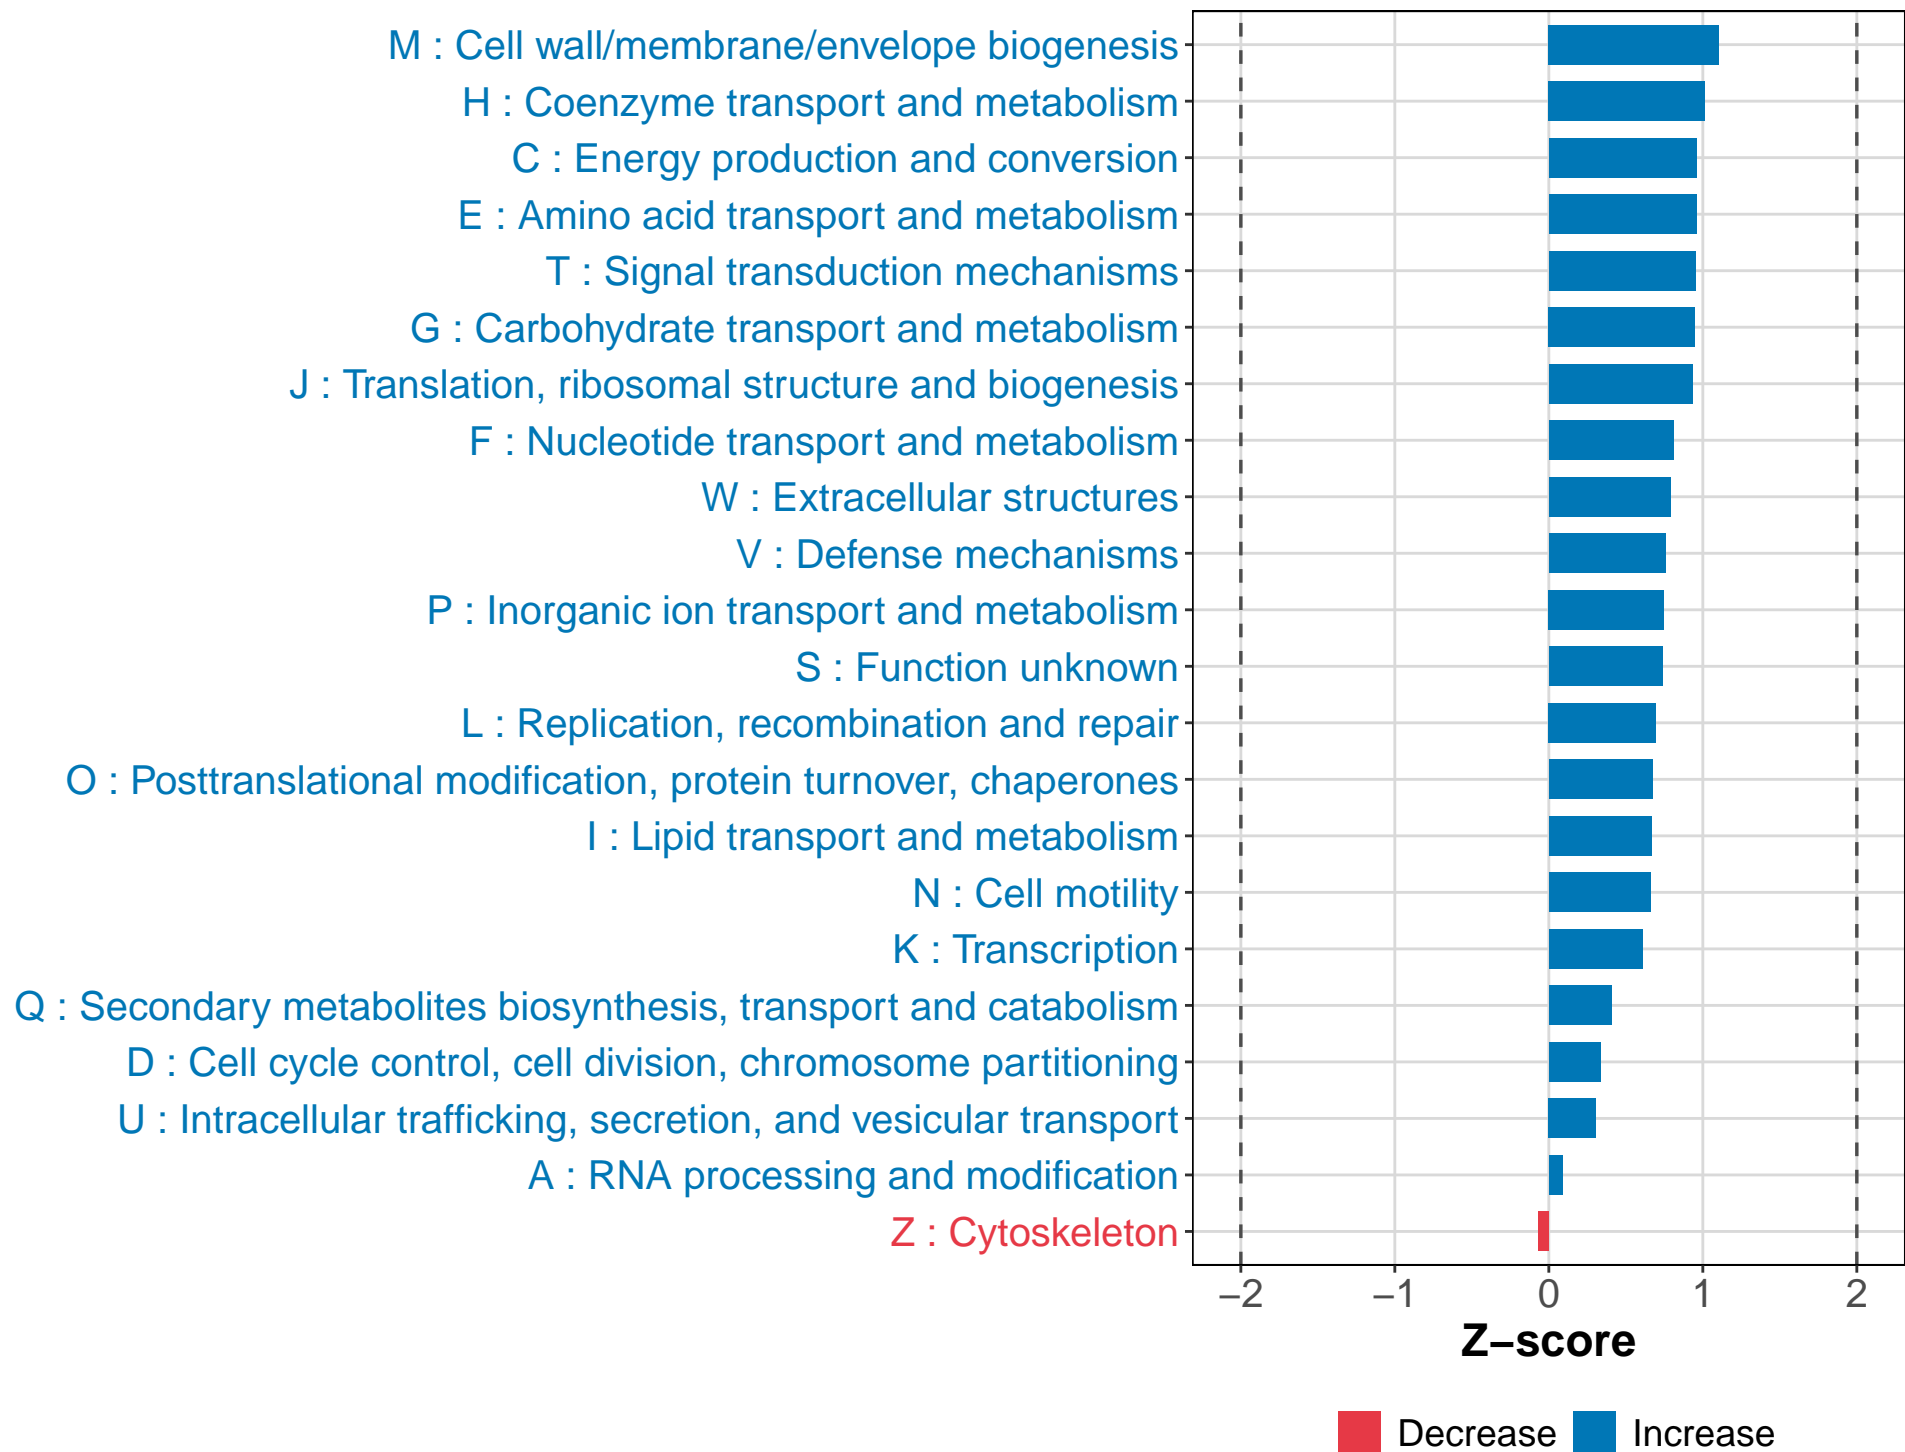 M : Cell wall/membrane/envelope biogenesis
H : Coenzyme transport and metabolism
C : Energy production and conversion
E : Amino acid transport and metabolism
T : Signal transduction mechanisms
G : Carbohydrate transport and metabolism
J : Translation, ribosomal structure and biogenesis
F : Nucleotide transport and metabolism
W : Extracellular structures
V : Defense mechanisms
P : Inorganic ion transport and metabolism
S : Function unknown
L : Replication, recombination and repair
O : Posttranslational modification, protein turnover, chaperones
I : Lipid transport and metabolism
N : Cell motility
K : Transcription
Q : Secondary metabolites biosynthesis, transport and catabolism
D : Cell cycle control, cell division, chromosome partitioning
U : Intracellular trafficking, secretion, and vesicular transport
A : RNA processing and modification
Z : Cytoskeleton
−2 −1 0 1 2
Z−score
Decrease Increase